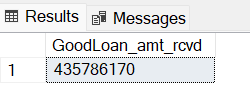 Results Messages
GoodLoan_amt_rcvd
1 435786170